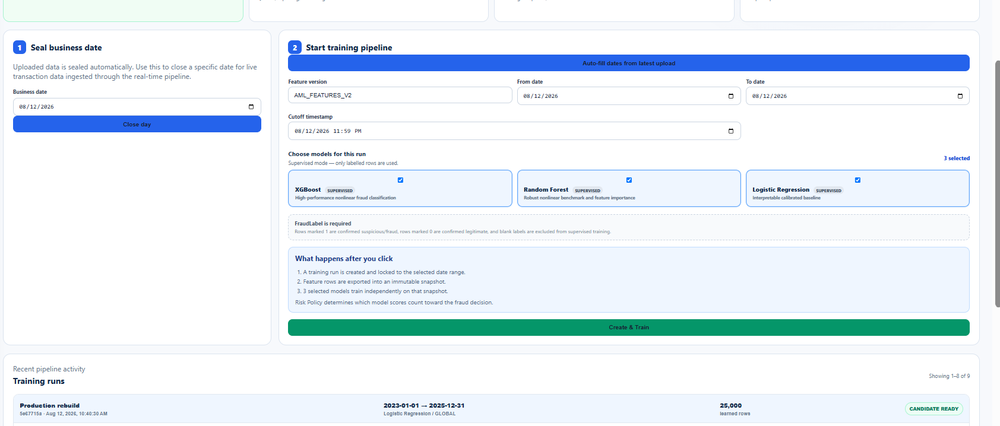 1 Seal business date
Uploaded data is sealed automatically. Use this to close a specific date for live
transaction data ingested through the real-time pipeline.
Business date
08/12/2026
Close day
2 Start training pipeline
Auto-fill dates from latest upload
Feature version
From date
To date
AML_FEATURES_V2
08/12/2026
08/12/2026
Cutoff timestamp
08/12/2026 11:59 PM
Choose models for this run
Supervised mode — only labelled rows are used.
3 selected
XGBoost SUPERVISED
High-performance nonlinear fraud classification
Random Forest SUPERVISED
Robust nonlinear benchmark and feature importance
Logistic Regression SUPERVISED
Interpretable calibrated baseline
FraudLabel is required
Rows marked 1 are confirmed suspicious/fraud, rows marked 0 are confirmed legitimate, and blank labels are excluded from supervised training.
What happens after you click
1. A training run is created and locked to the selected date range.
2. Feature rows are exported into an immutable snapshot.
3. 3 selected models train independently on that snapshot.
Risk Policy determines which model scores count toward the fraud decision.
Create & Train
Recent pipeline activity
Training runs
Showing 1–8 of 9
Production rebuild
5e67715a · Aug 12, 2026, 10:40:30 AM
2023-01-01 → 2025-12-31
Logistic Regression / GLOBAL
25,000
learned rows
CANDIDATE READY